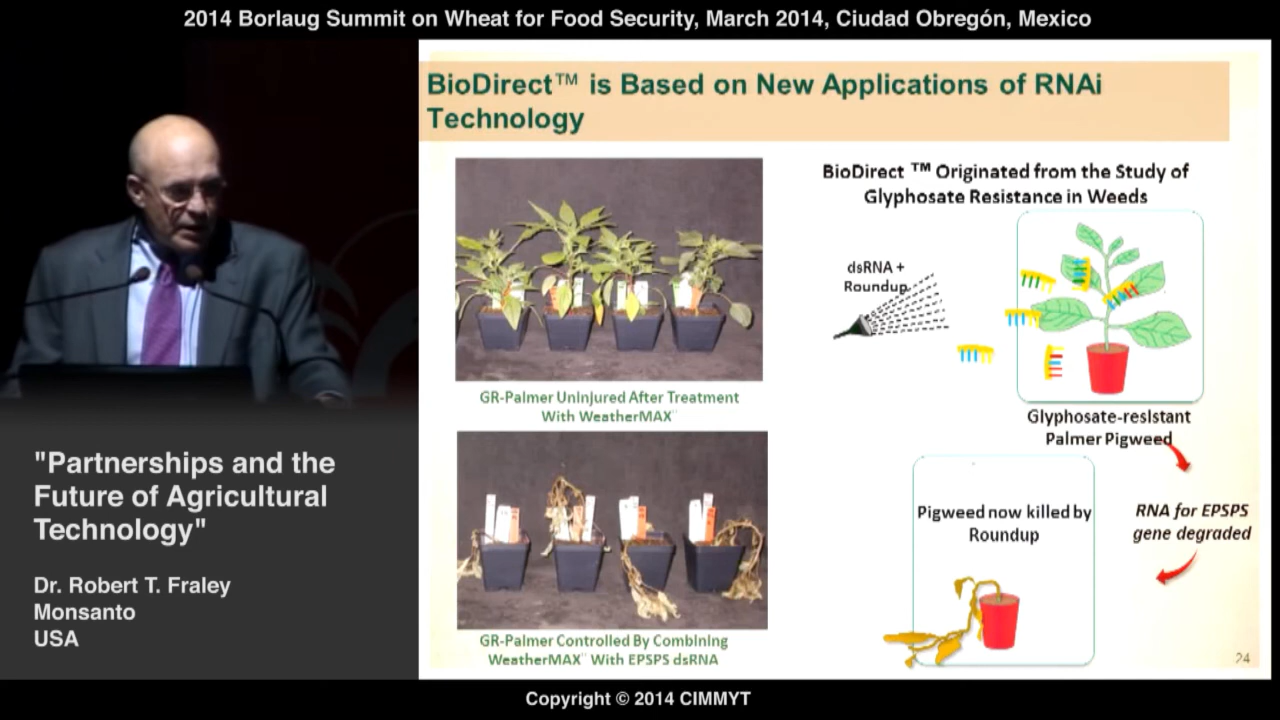 2014 Borlaug Summit on Wheat for Food Security, March 2014, Ciudad Obregón, Mexico
BioDirect™ is Based on New Applications of RNAi
Technology
BioDirect ™ Originated from the Study of
Glyphosate Resistance in Weeds
dsRNA +
Roundup
GR-Palmer Uninjured After Treatment
With WeatherMAX
Glyphosate-resistant
Palmer Pigweed
Pigweed now killed by
Roundup
RNA for EPSPS
gene degraded
GR-Palmer Controlled By Combining
WeatherMAX With EPSPS dsRNA
24
"Partnerships and the
Future of Agricultural
Technology"
Dr. Robert T. Fraley
Monsanto
USA
Copyright © 2014 CIMMYT